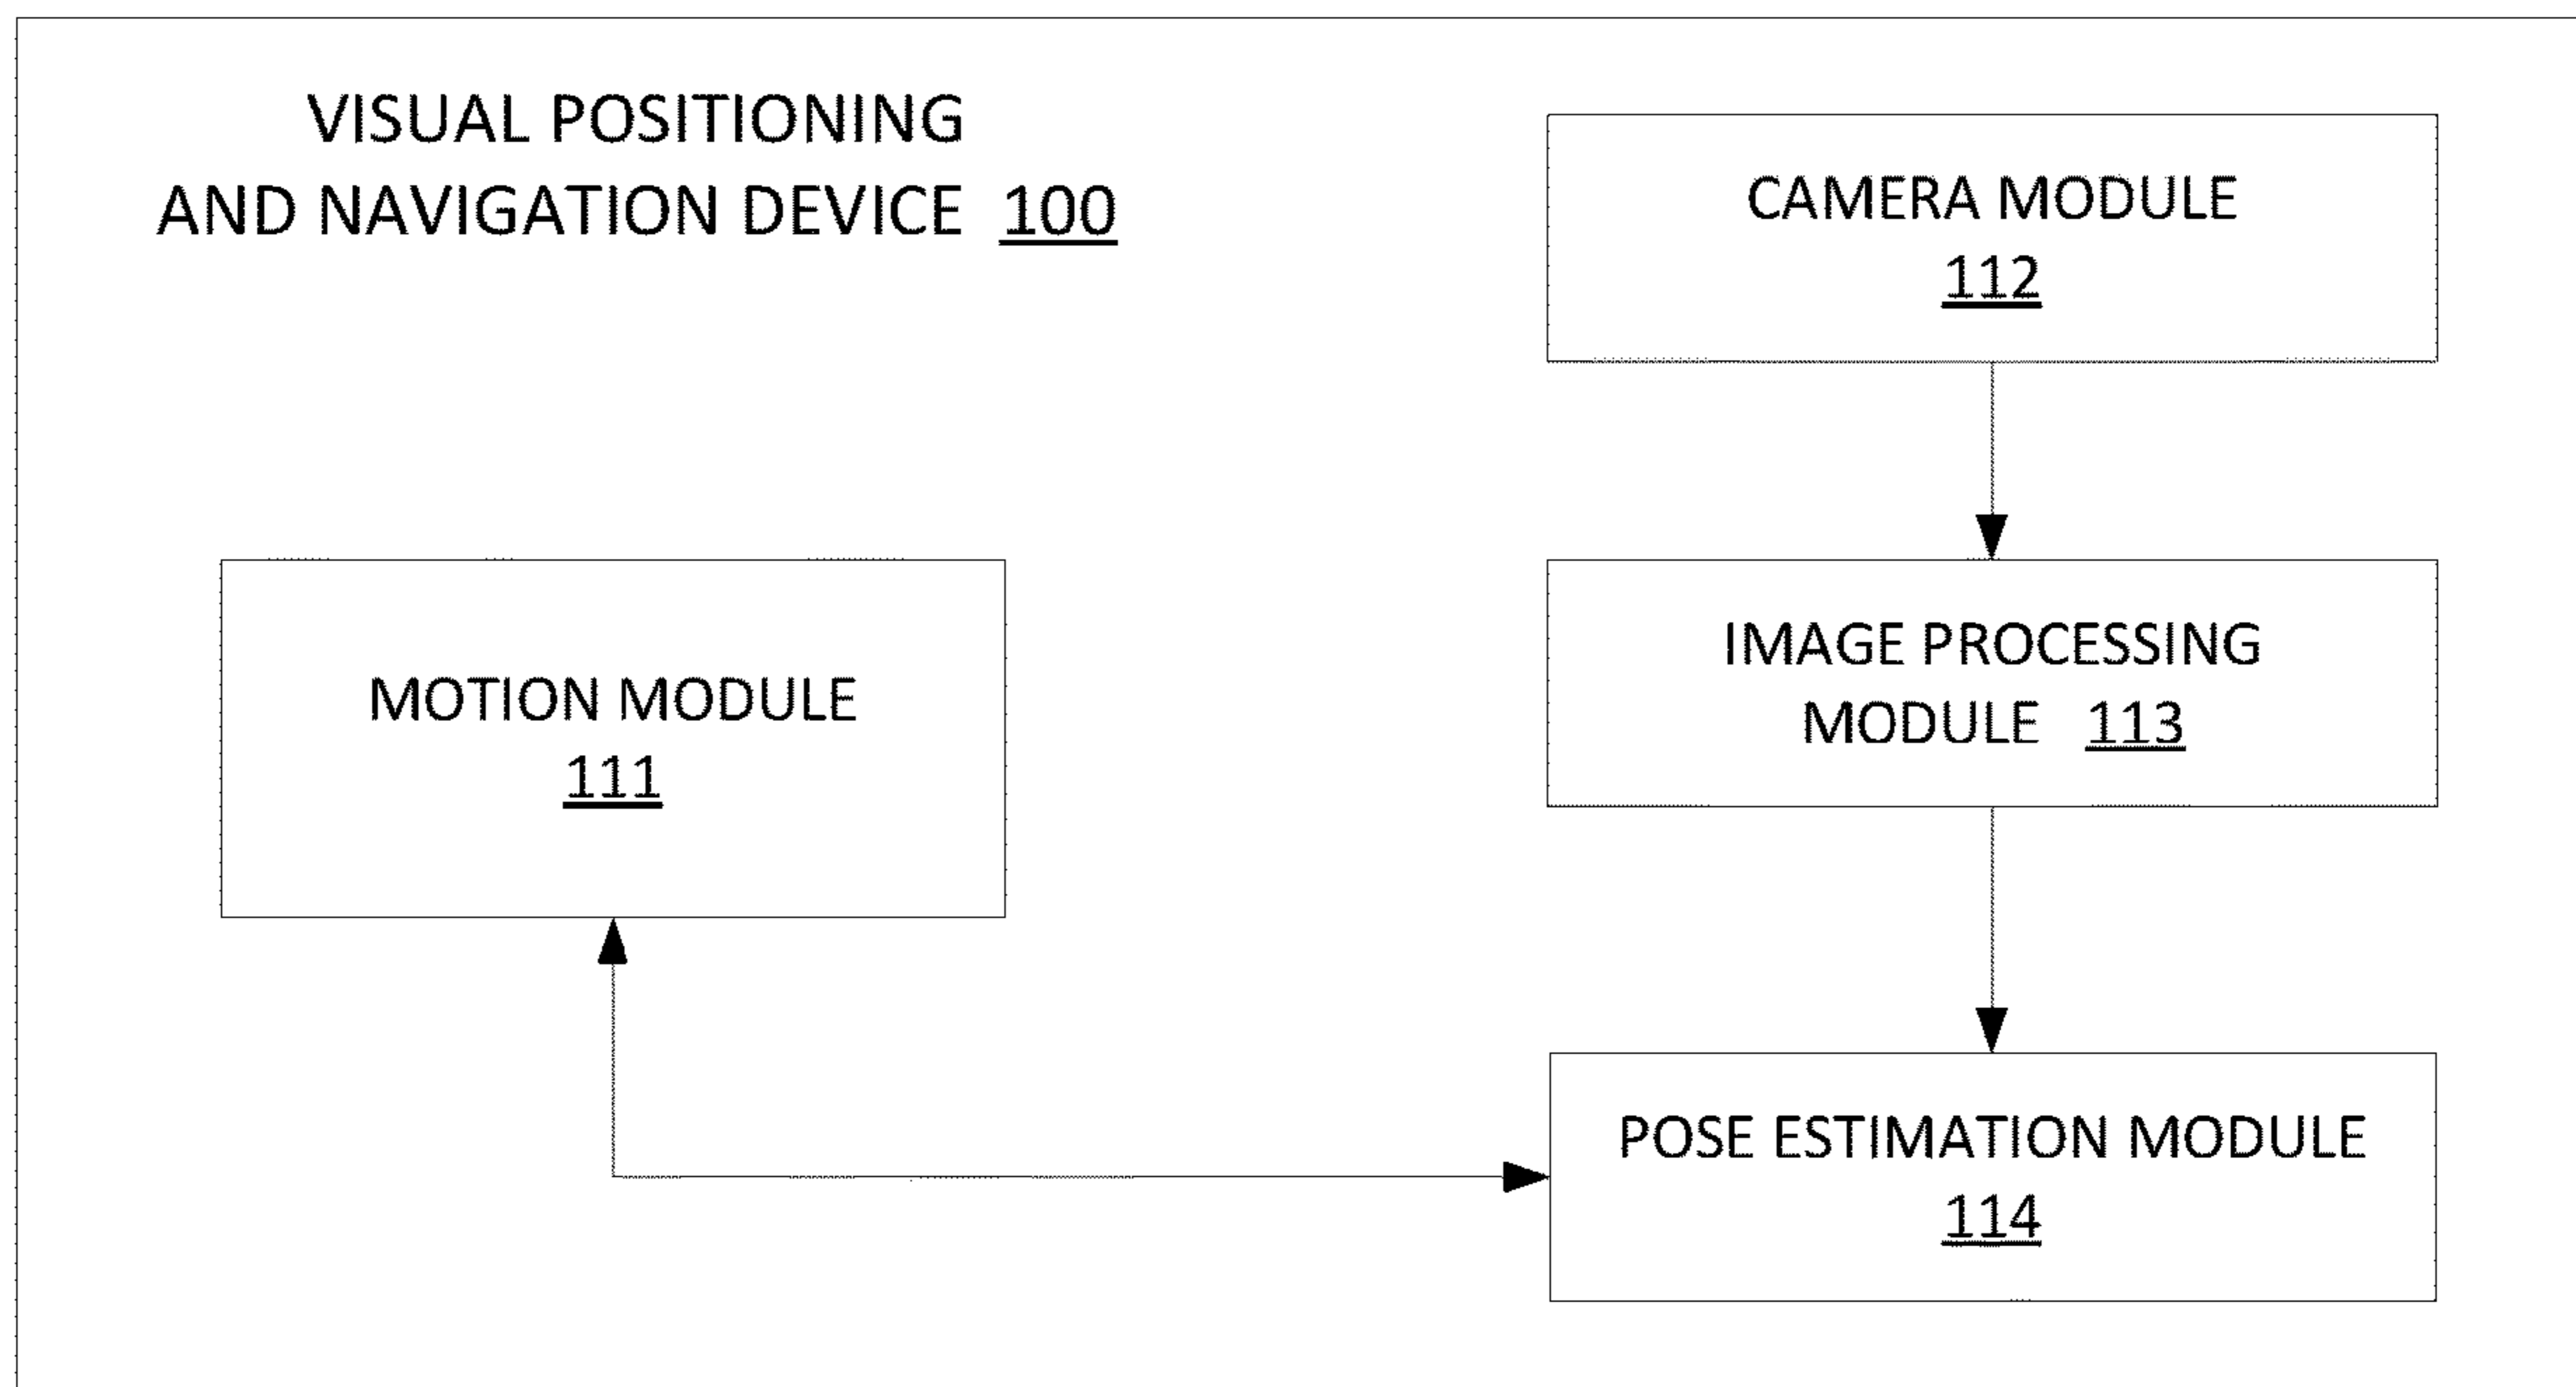 VISUAL POSITIONING
AND NAVIGATION DEVICE 100
CAMERA MODULE
112
IMAGE PROCESSING
MODULE 113
MOTION MODULE
111
POSE ESTIMATION MODULE
114